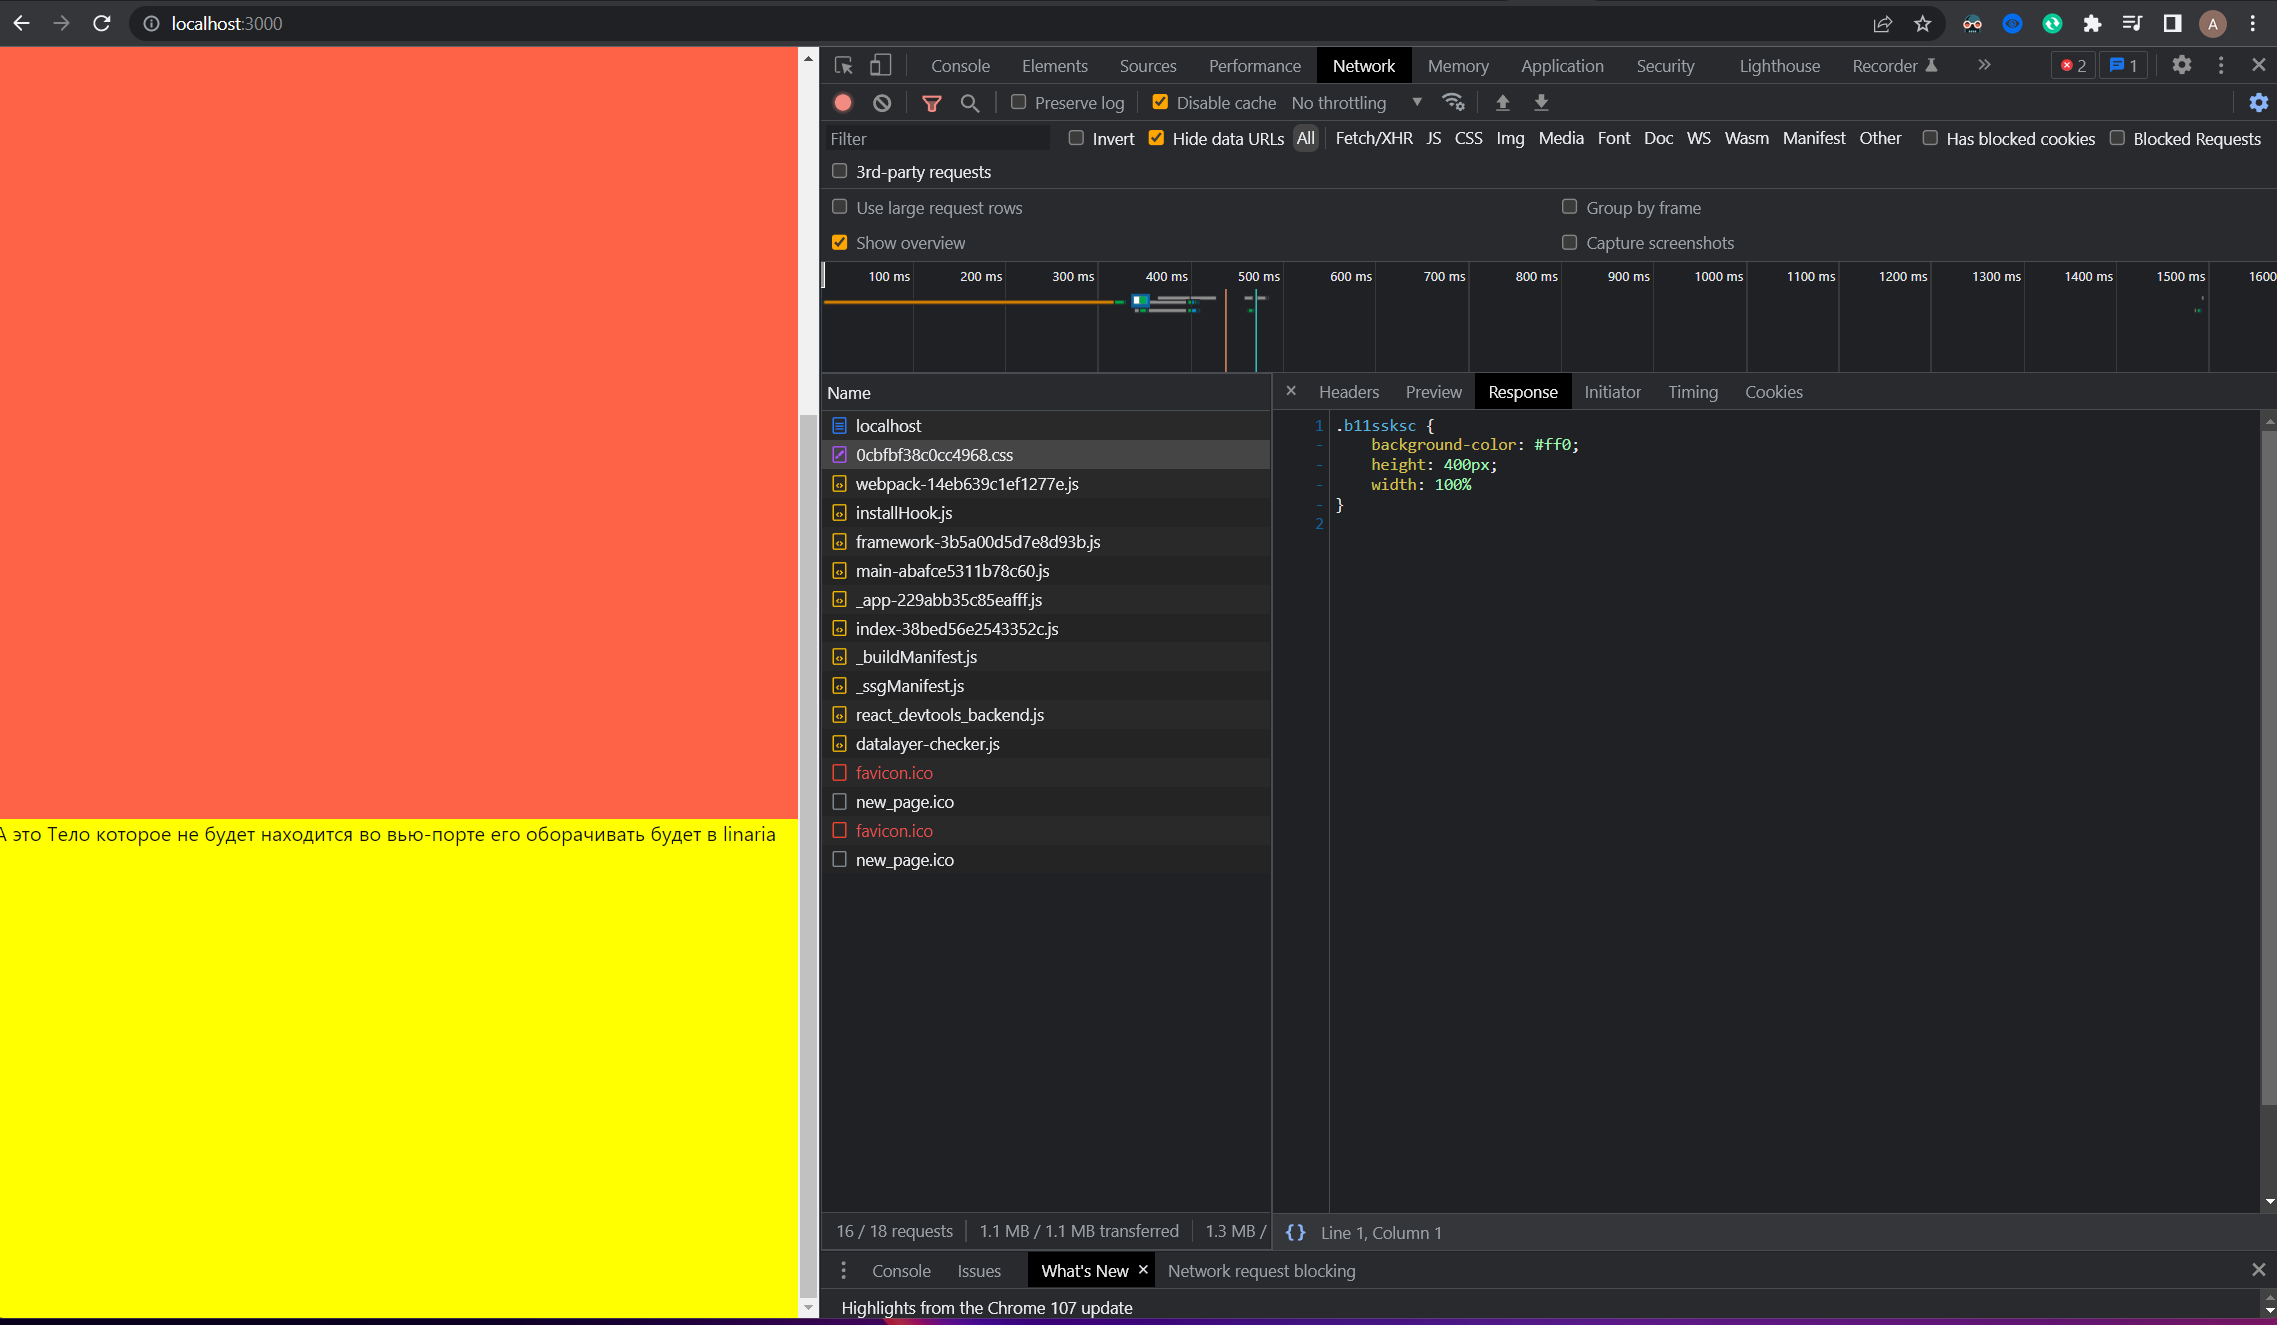 localhost:3000
A
Console Elements Sources Performance Network Memory Application Security Lighthouse Recorder 2 1
Preserve log Disable cache No throttling
Filter Invert Hide data URLs All Fetch/XHR JS CSS Img Media Font Doc WS Wasm Manifest Other Has blocked cookies Blocked Requests
3rd-party requests
Use large request rows Group by frame
Show overview Capture screenshots
100 ms 200 ms 300 ms 400 ms 500 ms 600 ms 700 ms 800 ms 900 ms 1000 ms 1100 ms 1200 ms 1300 ms 1400 ms 1500 ms 1600
Name
localhost
0cbfbf38c0cc4968.css
webpack-14eb639c1ef1277e.js
installHook.js
framework-3b5a00d5d7e8d93b.js
main-abafce5311b78c60.js
_app-229abb35c85eafff.js
index-38bed56e2543352c.js
_buildManifest.js
_ssgManifest.js
react_devtools_backend.js
datalayer-checker.js
favicon.ico
new_page.ico
favicon.ico
new_page.ico
Headers Preview Response Initiator Timing Cookies
1 .b11ssksc {
- background-color: #ff0;
- height: 400px;
- width: 100%
- }
2
А это Тело которое не будет находится во вью-порте его оборачивать будет в linaria
16 / 18 requests 1.1 MB / 1.1 MB transferred 1.3 MB /
{} Line 1, Column 1
Console Issues What's New Network request blocking
Highlights from the Chrome 107 update